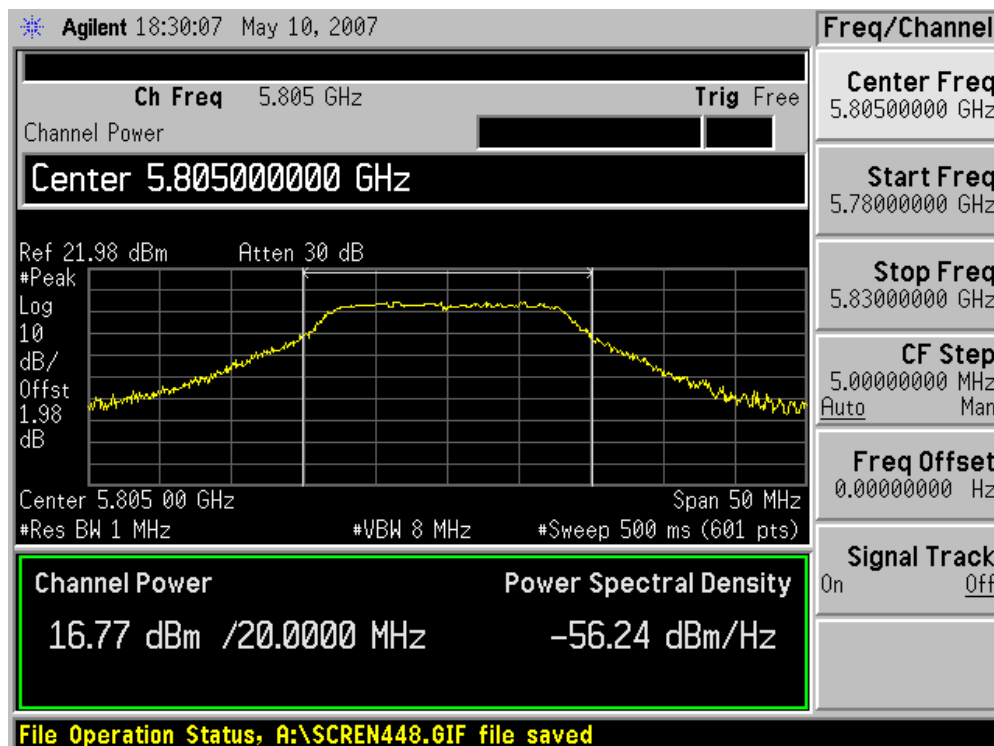 Agilent 18:30:07 May 10, 2007
Freq/Channel
Ch Freq 5.805 GHz Trig Free
Channel Power
Center 5.805000000 GHz
Ref 21.98 dBm Atten 30 dB
#Peak
Log
10
dB/
Offst
1.98
dB
Center 5.805 00 GHz Span 50 MHz
#Res BW 1 MHz #VBW 8 MHz #Sweep 500 ms (601 pts)
Channel Power Power Spectral Density
16.77 dBm /20.0000 MHz -56.24 dBm/Hz
File Operation Status, A:\SCREN448.GIF file saved
Center Freq
5.80500000 GHz
Start Freq
5.78000000 GHz
Stop Freq
5.83000000 GHz
CF Step
5.00000000 MHz
Auto Man
Freq Offset
0.00000000 Hz
Signal Track
On Off